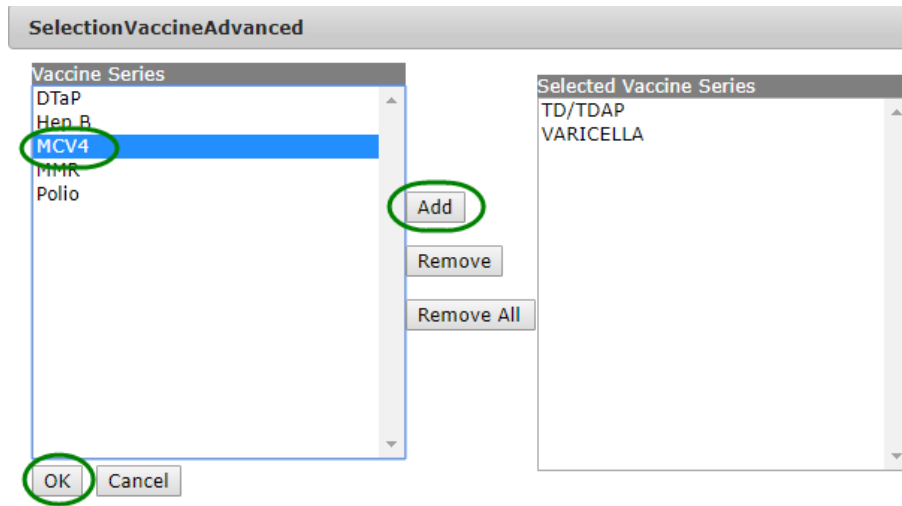 SelectionVaccineAdvanced
Vaccine Series
DTaP
Hep B
MCV4
MMR
Polio
Add
Remove
Remove All
Selected Vaccine Series
TD/TDAP
VARICELLA
OK
Cancel